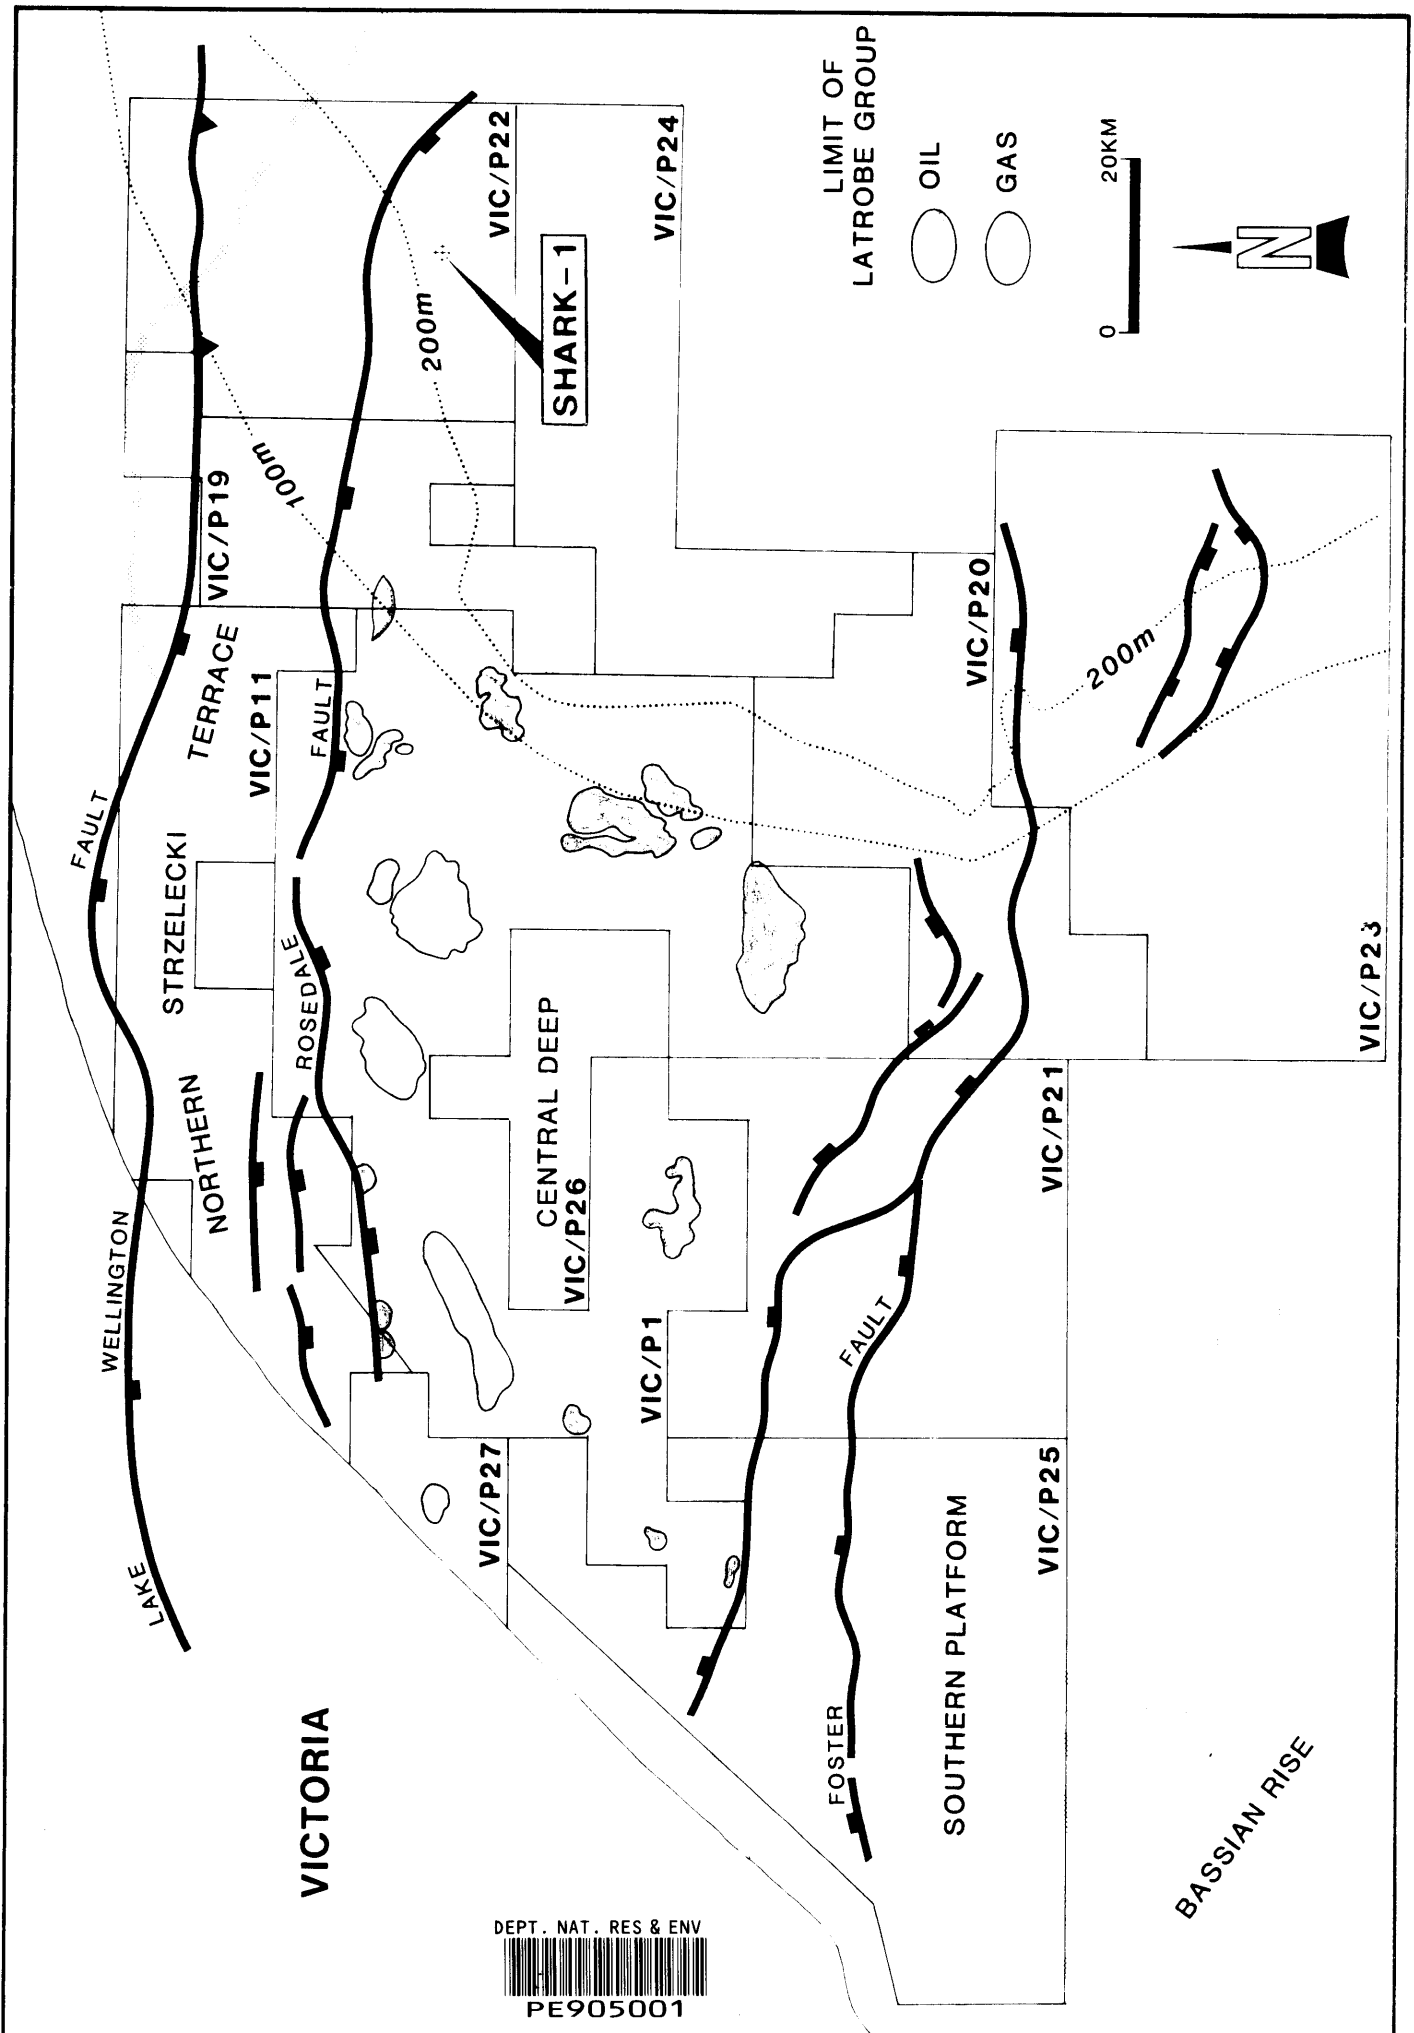 LAKE
WELLINGTON
FAULT
NORTHERN
STRZELECKI
TERRACE
VIC/P19
100m
VIC/P11
ROSEDALE
FAULT
200m
VIC/P22
SHARK-1
VIC/P24
VICTORIA
VIC/P27
CENTRAL DEEP
VIC/P26
VIC/P1
FOSTER
FAULT
SOUTHERN PLATFORM
VIC/P25
VIC/P21
VIC/P20
200m
VIC/P23
BASSIAN RISE
LIMIT OF
LATROBE GROUP
OIL
GAS
0 20KM
N
DEPT. NAT. RES & ENV
PE905001